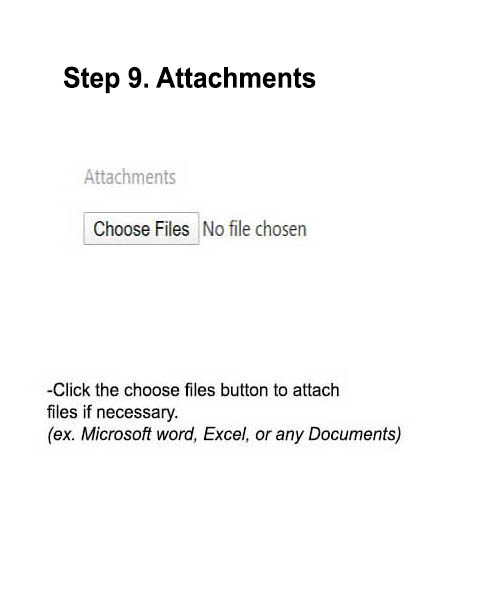 Step 9. Attachments
Attachments
Choose Files No file chosen
-Click the choose files button to attach
files if necessary.
(ex. Microsoft word, Excel, or any Documents)